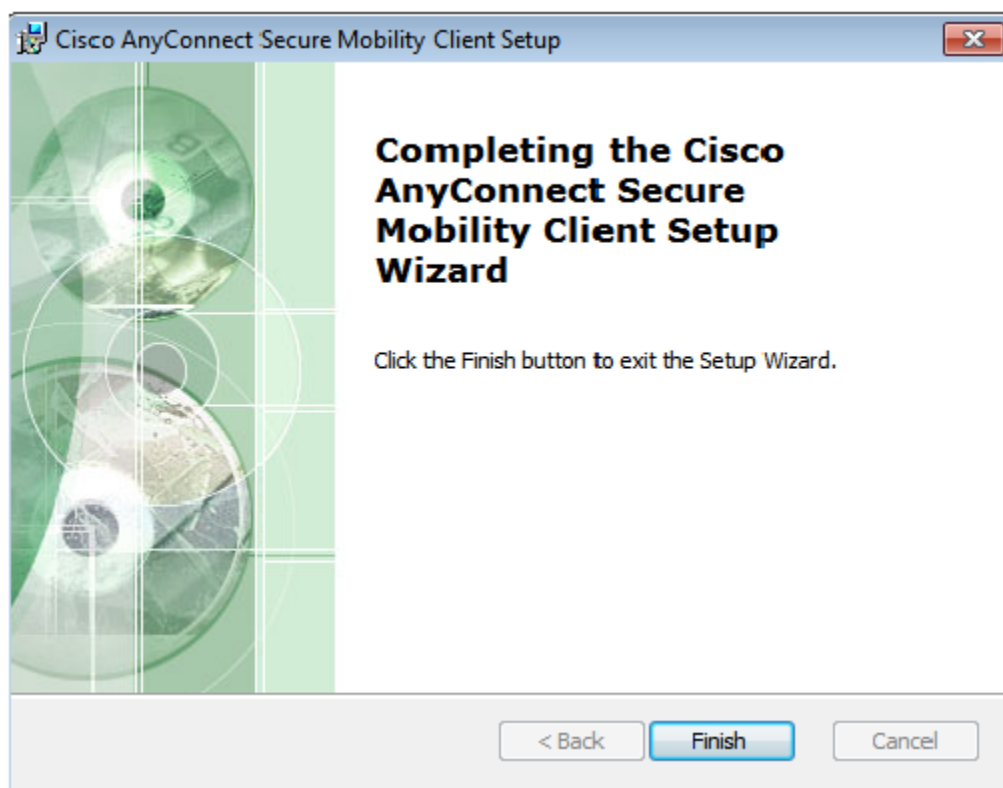 Cisco AnyConnect Secure Mobility Client Setup
Completing the Cisco
AnyConnect Secure
Mobility Client Setup
Wizard
Click the Finish button to exit the Setup Wizard.
< Back
Finish
Cancel